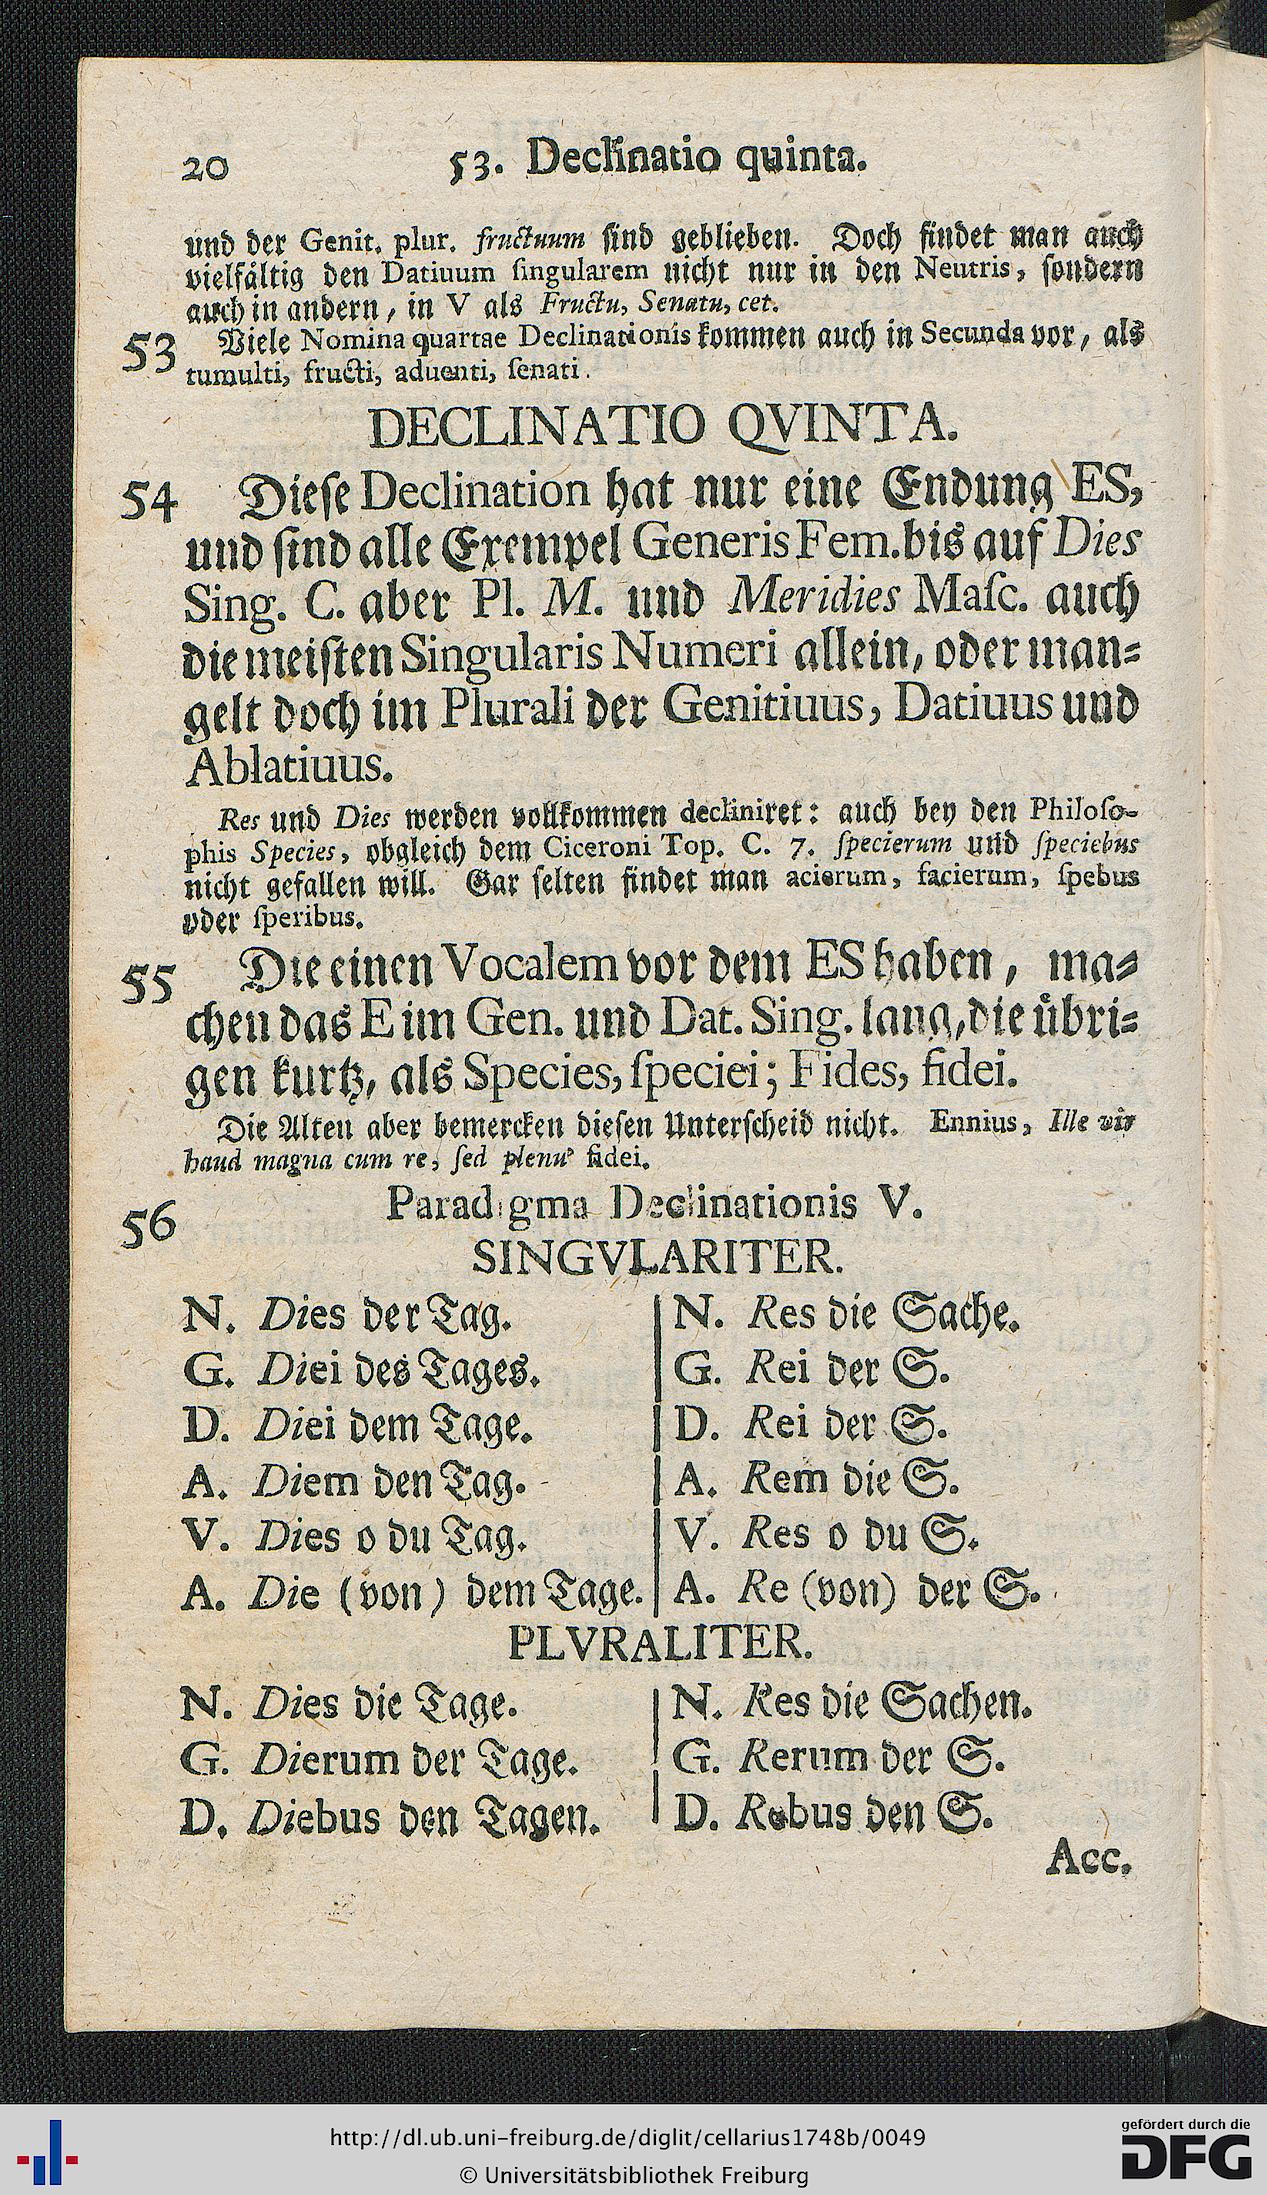 20 53. Declinatio quinta.
und der Genit. plur. fructuum sind geblieben. Doch findet man auch
vielfältig den Datiuum singularem nicht nur in den Neutris, sondern
auch in andern, in V als Fructu, Senatu, cet.
53 Viele Nomina quartae Declinationis kommen auch in Secunda vor, als
tumulti, fructi, aduenti, senati.
DECLINATIO QVINTA.
54 Diese Declination hat nur eine Endung ES,
und sind alle Exempel Generis Fem. bis auf Dies
Sing. C. aber Pl. M. und Meridies Masc. auch
die meisten Singularis Numeri allein, oder man-
gelt doch im Plurali der Genitiuus, Datiuus und
Ablatiuus.
Res und Dies werden vollkommen decliniret: auch bey den Philoso-
phis Species, obgleich dem Ciceroni Top. C. 7. specierum und speciebus
nicht gefallen will. Gar selten findet man acierum, facierum, spebus
oder speribus.
55 Die einen Vocalem vor dem ES haben, ma-
chen das E im Gen. und Dat. Sing. lang, die übri-
gen kurtz, als Species, speciei; Fides, fidei.
Die Alten aber bemercken diesen Unterscheid nicht. Ennius, Ille vir
haud magna cum re, sed plenu' fidei.
56 Paradigma Declinationis V.
SINGVLARITER.
N. Dies der Tag. N. Res die Sache.
G. Diei des Tages. G. Rei der S.
D. Diei dem Tage. D. Rei der S.
A. Diem den Tag. A. Rem die S.
V. Dies o du Tag. V. Res o du S.
A. Die (von) dem Tage. A. Re (von) der S.
PLVRALITER.
N. Dies die Tage. N. Res die Sachen.
G. Dierum der Tage. G. Rerum der S.
D. Diebus den Tagen. D. Rebus den S.
Acc.
http://dl.ub.uni-freiburg.de/diglit/cellarius1748b/0049
© Universitätsbibliothek Freiburg
gefördert durch die
DFG